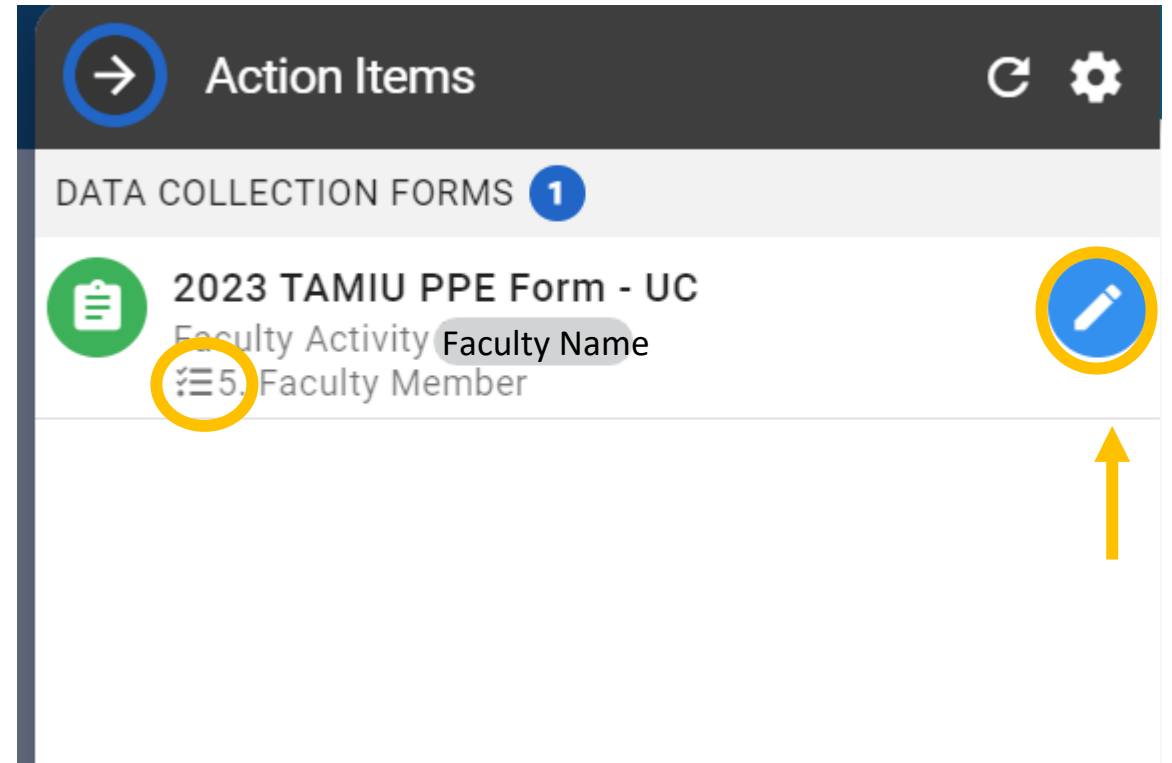 Action Items
DATA COLLECTION FORMS 1
2023 TAMIU PPE Form - UC
Faculty Activity Faculty Name
5. Faculty Member